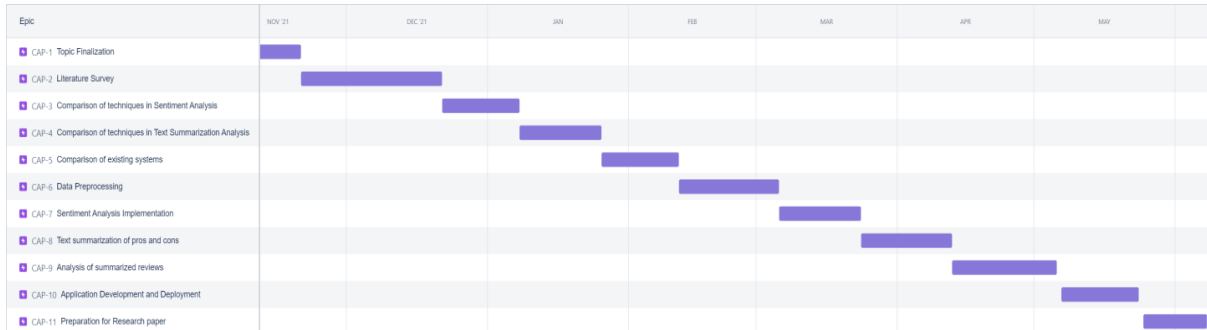 Epic NOV '21 DEC '21 JAN FEB MAR APR MAY
CAP-1 Topic Finalization
CAP-2 Literature Survey
CAP-3 Comparison of techniques in Sentiment Analysis
CAP-4 Comparison of techniques in Text Summarization Analysis
CAP-5 Comparison of existing systems
CAP-6 Data Preprocessing
CAP-7 Sentiment Analysis Implementation
CAP-8 Text summarization of pros and cons
CAP-9 Analysis of summarized reviews
CAP-10 Application Development and Deployment
CAP-11 Preparation for Research paper